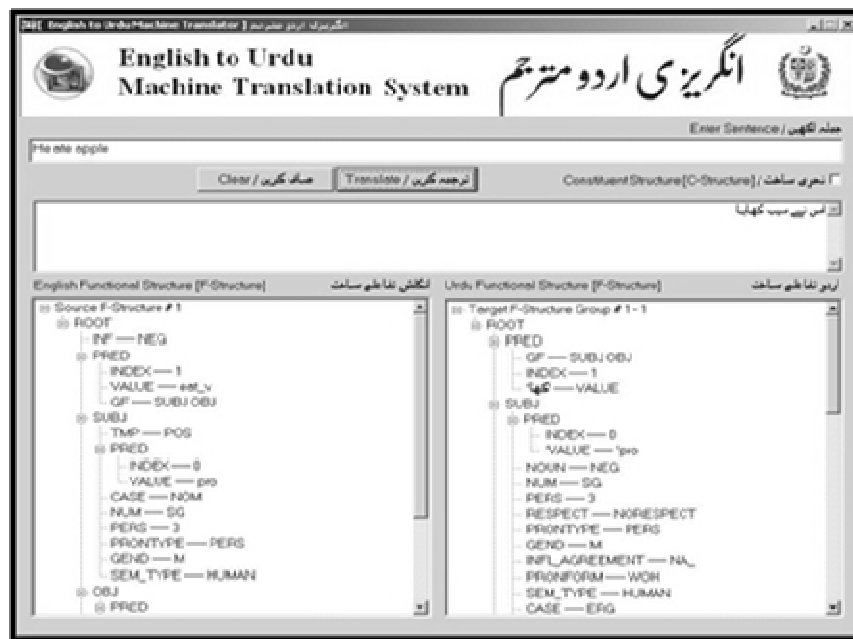 [ English to Urdu Machine Translator ] انگریزی اردو مترجم
English to Urdu
Machine Translation System
انگریزی اردو مترجم
Enter Sentence / جملہ لکھیں
He ate apple
Clear / صاف کریں
Translate / ترجمہ کریں
Constituent Structure [C-Structure] / نحوی ساخت
اس نے سیب کھایا
English Functional Structure [F-Structure] انگلش تفاعلی ساخت
Source F-Structure # 1
ROOT
INF — NEG
PRED
INDEX — 1
VALUE — eat_v
GF — SUBJ OBJ
SUBJ
TMP — POS
PRED
INDEX — 0
VALUE — pro
CASE — NOM
NUM — SG
PERS — 3
PRONTYPE — PERS
GEND — M
SEM_TYPE — HUMAN
OBJ
PRED
Urdu Functional Structure [F-Structure] اردو تفاعلی ساخت
Target F-Structure Group # 1 - 1
ROOT
PRED
GF — SUBJ OBJ
INDEX — 1
— VALUE
SUBJ
PRED
INDEX — 0
'VALUE — 'pro
NOUN — NEG
NUM — SG
PERS — 3
RESPECT — NORESPECT
PRONTYPE — PERS
GEND — M
INFL_AGREEMENT — NA_
PRONFORM — WOH
SEM_TYPE — HUMAN
CASE — ERG